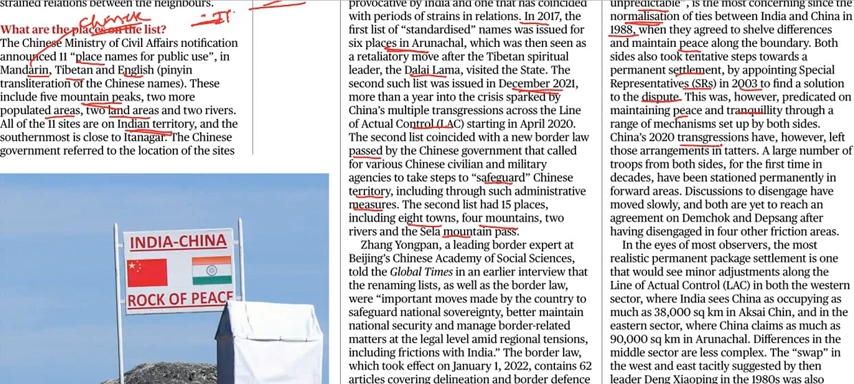 strained relations between the neighbours.
What are the places on the list?
The Chinese Ministry of Civil Affairs notification
announced 11 “place names for public use”, in
Mandarin, Tibetan and English (pinyin
transliteration of the Chinese names). These
include five mountain peaks, two more
populated areas, two land areas and two rivers.
All of the 11 sites are on Indian territory, and the
southernmost is close to Itanagar. The Chinese
government referred to the location of the sites
INDIA-CHINA
ROCK OF PEACE
provocative by India and one that has coincided
with periods of strains in relations. In 2017, the
first list of “standardised” names was issued for
six places in Arunachal, which was then seen as
a retaliatory move after the Tibetan spiritual
leader, the Dalai Lama, visited the State. The
second such list was issued in December 2021,
more than a year into the crisis sparked by
China’s multiple transgressions across the Line
of Actual Control (LAC) starting in April 2020.
The second list coincided with a new border law
passed by the Chinese government that called
for various Chinese civilian and military
agencies to take steps to “safeguard” Chinese
territory, including through such administrative
measures. The second list had 15 places,
including eight towns, four mountains, two
rivers and the Sela mountain pass.
Zhang Yongpan, a leading border expert at
Beijing’s Chinese Academy of Social Sciences,
told the Global Times in an earlier interview that
the renaming lists, as well as the border law,
were “important moves made by the country to
safeguard national sovereignty, better maintain
national security and manage border-related
matters at the legal level amid regional tensions,
including frictions with India.” The border law,
which took effect on January 1, 2022, contains 62
articles covering delineation and border defence
unpredictable”, is the most concerning since the
normalisation of ties between India and China in
1988, when they agreed to shelve differences
and maintain peace along the boundary. Both
sides also took tentative steps towards a
permanent settlement, by appointing Special
Representatives (SRs) in 2003 to find a solution
to the dispute. This was, however, predicated on
maintaining peace and tranquillity through a
range of mechanisms set up by both sides.
China’s 2020 transgressions have, however, left
those arrangements in tatters. A large number of
troops from both sides, for the first time in
decades, have been stationed permanently in
forward areas. Discussions to disengage have
moved slowly, and both are yet to reach an
agreement on Demchok and Depsang after
having disengaged in four other friction areas.
In the eyes of most observers, the most
realistic permanent package settlement is one
that would see minor adjustments along the
Line of Actual Control (LAC) in both the western
sector, where India sees China as occupying as
much as 38,000 sq km in Aksai Chin, and in the
eastern sector, where China claims as much as
90,000 sq km in Arunachal. Differences in the
middle sector are less complex. The “swap” in
the west and east tacitly suggested by then
leader Deng Xiaoping in the 1980s was also